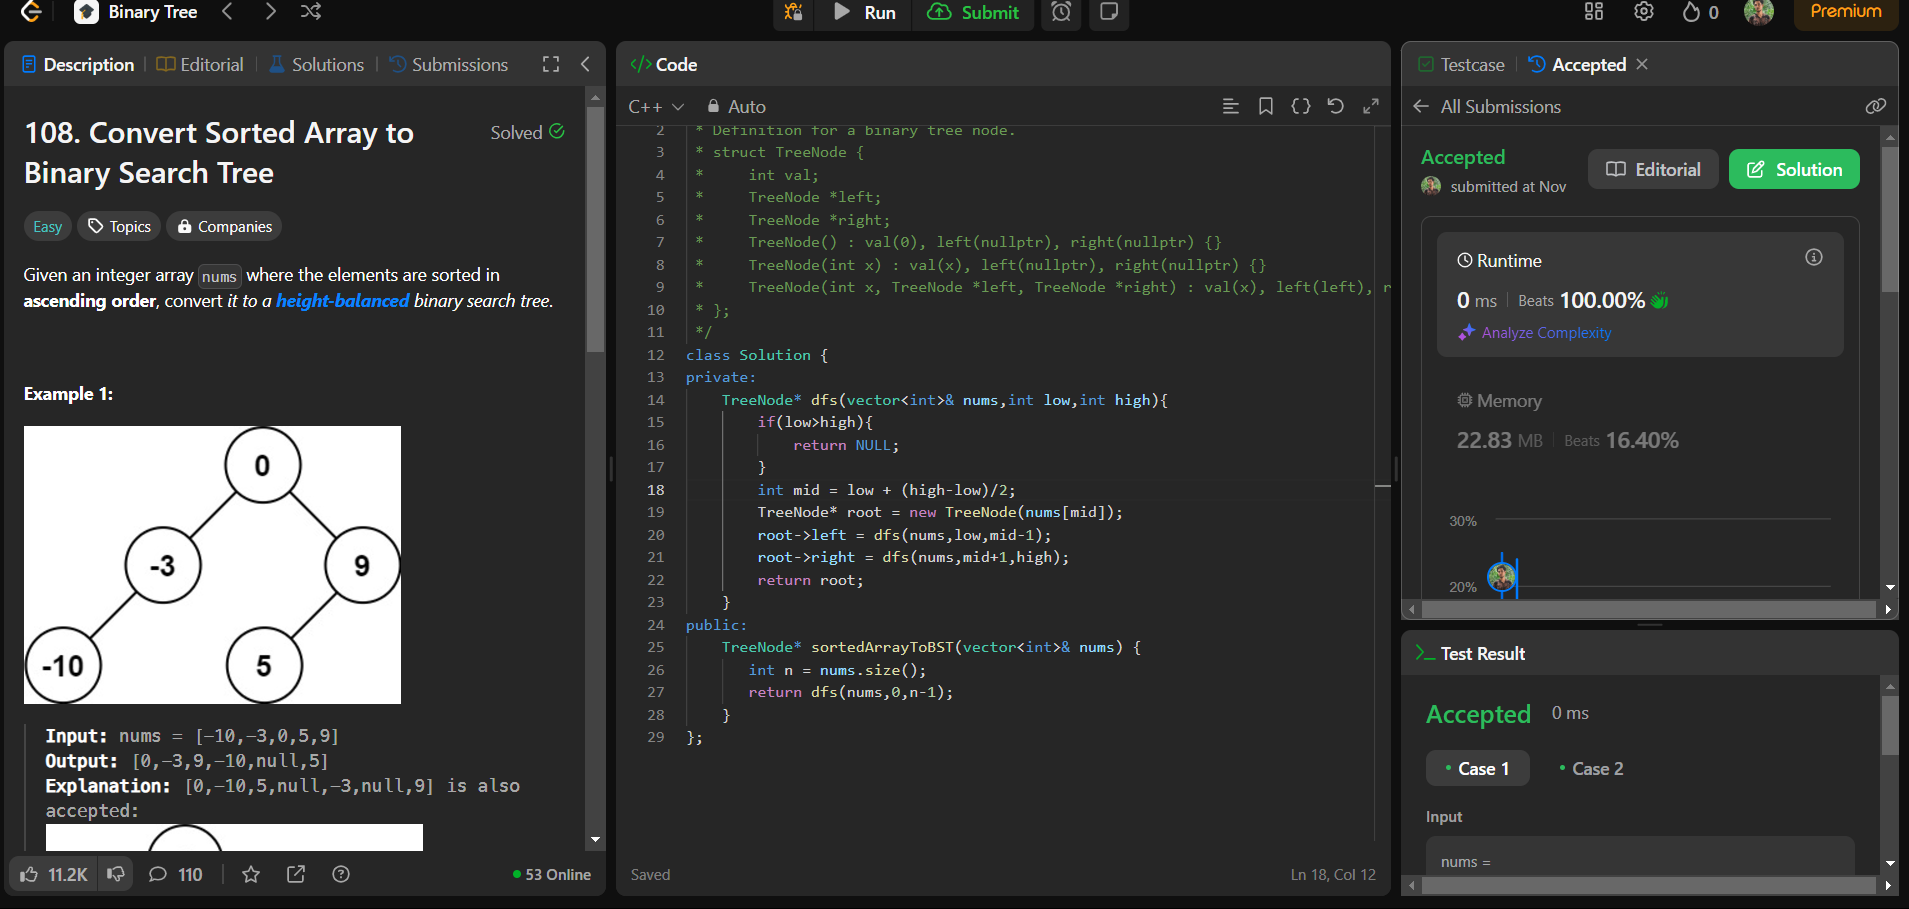 Binary Tree
Run
Submit
0
Premium
Description
Editorial
Solutions
Submissions
108. Convert Sorted Array to
Binary Search Tree
Solved
Easy
Topics
Companies
Given an integer array nums where the elements are sorted in
ascending order, convert it to a height-balanced binary search tree.
Example 1:
0
-3
9
-10
5
Input: nums = [-10,-3,0,5,9]
Output: [0,-3,9,-10,null,5]
Explanation: [0,-10,5,null,-3,null,9] is also
accepted:
11.2K
110
53 Online
</> Code
C++
Auto
2 * Definition for a binary tree node.
3 * struct TreeNode {
4 *     int val;
5 *     TreeNode *left;
6 *     TreeNode *right;
7 *     TreeNode() : val(0), left(nullptr), right(nullptr) {}
8 *     TreeNode(int x) : val(x), left(nullptr), right(nullptr) {}
9 *     TreeNode(int x, TreeNode *left, TreeNode *right) : val(x), left(left), r
10 * };
11 */
12 class Solution {
13 private:
14     TreeNode* dfs(vector<int>& nums,int low,int high){
15         if(low>high){
16             return NULL;
17         }
18         int mid = low + (high-low)/2;
19         TreeNode* root = new TreeNode(nums[mid]);
20         root->left = dfs(nums,low,mid-1);
21         root->right = dfs(nums,mid+1,high);
22         return root;
23     }
24 public:
25     TreeNode* sortedArrayToBST(vector<int>& nums) {
26        int n = nums.size();
27        return dfs(nums,0,n-1);
28     }
29 };
Saved
Ln 18, Col 12
Testcase
Accepted
All Submissions
Accepted
submitted at Nov
Editorial
Solution
Runtime
0 ms
Beats 100.00%
Analyze Complexity
Memory
22.83 MB
Beats 16.40%
30%
20%
Test Result
Accepted
0 ms
Case 1
Case 2
Input
nums =